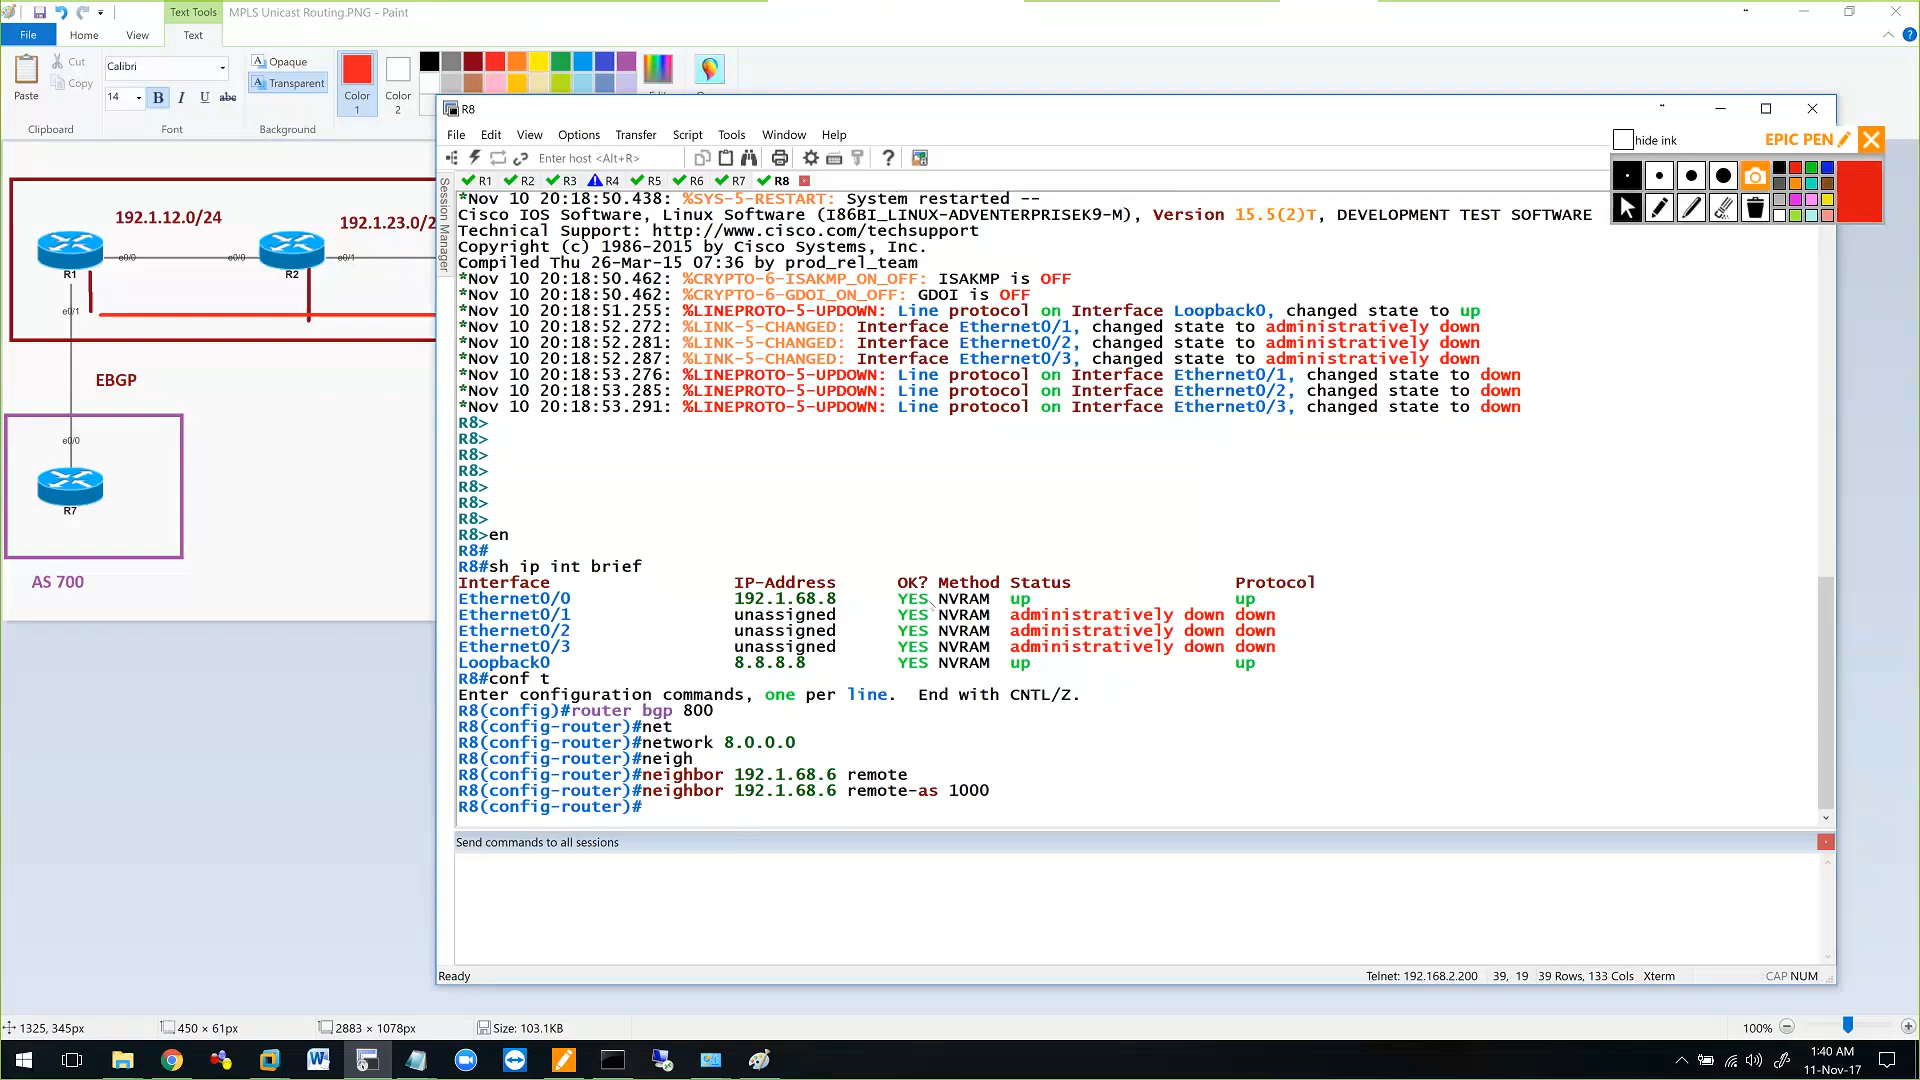 Text Tools
MPLS Unicast Routing.PNG - Paint
File
Home
View
Text
Paste
Cut
Copy
Clipboard
Calibri
14
B I U abc
Font
Opaque
Transparent
Background
Color
1
Color
2
192.1.12.0/24
192.1.23.0/2
R1
e0/0
e0/0
R2
e0/1
e0/1
EBGP
e0/0
R7
AS 700
R8
File Edit View Options Transfer Script Tools Window Help
Enter host <Alt+R>
Session Manager
R1 R2 R3 R4 R5 R6 R7 R8
hide ink
EPIC PEN
*Nov 10 20:18:50.438: %SYS-5-RESTART: System restarted --
Cisco IOS Software, Linux Software (I86BI_LINUX-ADVENTERPRISEK9-M), Version 15.5(2)T, DEVELOPMENT TEST SOFTWARE
Technical Support: http://www.cisco.com/techsupport
Copyright (c) 1986-2015 by Cisco Systems, Inc.
Compiled Thu 26-Mar-15 07:36 by prod_rel_team
*Nov 10 20:18:50.462: %CRYPTO-6-ISAKMP_ON_OFF: ISAKMP is OFF
*Nov 10 20:18:50.462: %CRYPTO-6-GDOI_ON_OFF: GDOI is OFF
*Nov 10 20:18:51.255: %LINEPROTO-5-UPDOWN: Line protocol on Interface Loopback0, changed state to up
*Nov 10 20:18:52.272: %LINK-5-CHANGED: Interface Ethernet0/1, changed state to administratively down
*Nov 10 20:18:52.281: %LINK-5-CHANGED: Interface Ethernet0/2, changed state to administratively down
*Nov 10 20:18:52.287: %LINK-5-CHANGED: Interface Ethernet0/3, changed state to administratively down
*Nov 10 20:18:53.276: %LINEPROTO-5-UPDOWN: Line protocol on Interface Ethernet0/1, changed state to down
*Nov 10 20:18:53.285: %LINEPROTO-5-UPDOWN: Line protocol on Interface Ethernet0/2, changed state to down
*Nov 10 20:18:53.291: %LINEPROTO-5-UPDOWN: Line protocol on Interface Ethernet0/3, changed state to down
R8>
R8>
R8>
R8>
R8>
R8>
R8>
R8>en
R8#
R8#sh ip int brief
Interface IP-Address OK? Method Status Protocol
Ethernet0/0 192.1.68.8 YES NVRAM up up
Ethernet0/1 unassigned YES NVRAM administratively down down
Ethernet0/2 unassigned YES NVRAM administratively down down
Ethernet0/3 unassigned YES NVRAM administratively down down
Loopback0 8.8.8.8 YES NVRAM up up
R8#conf t
Enter configuration commands, one per line. End with CNTL/Z.
R8(config)#router bgp 800
R8(config-router)#net
R8(config-router)#network 8.0.0.0
R8(config-router)#neigh
R8(config-router)#neighbor 192.1.68.6 remote
R8(config-router)#neighbor 192.1.68.6 remote-as 1000
R8(config-router)#
Send commands to all sessions
Ready
Telnet: 192.168.2.200 39, 19 39 Rows, 133 Cols Xterm CAP NUM
1325, 345px 450 × 61px 2883 × 1078px Size: 103.1KB 100%
1:40 AM
11-Nov-17